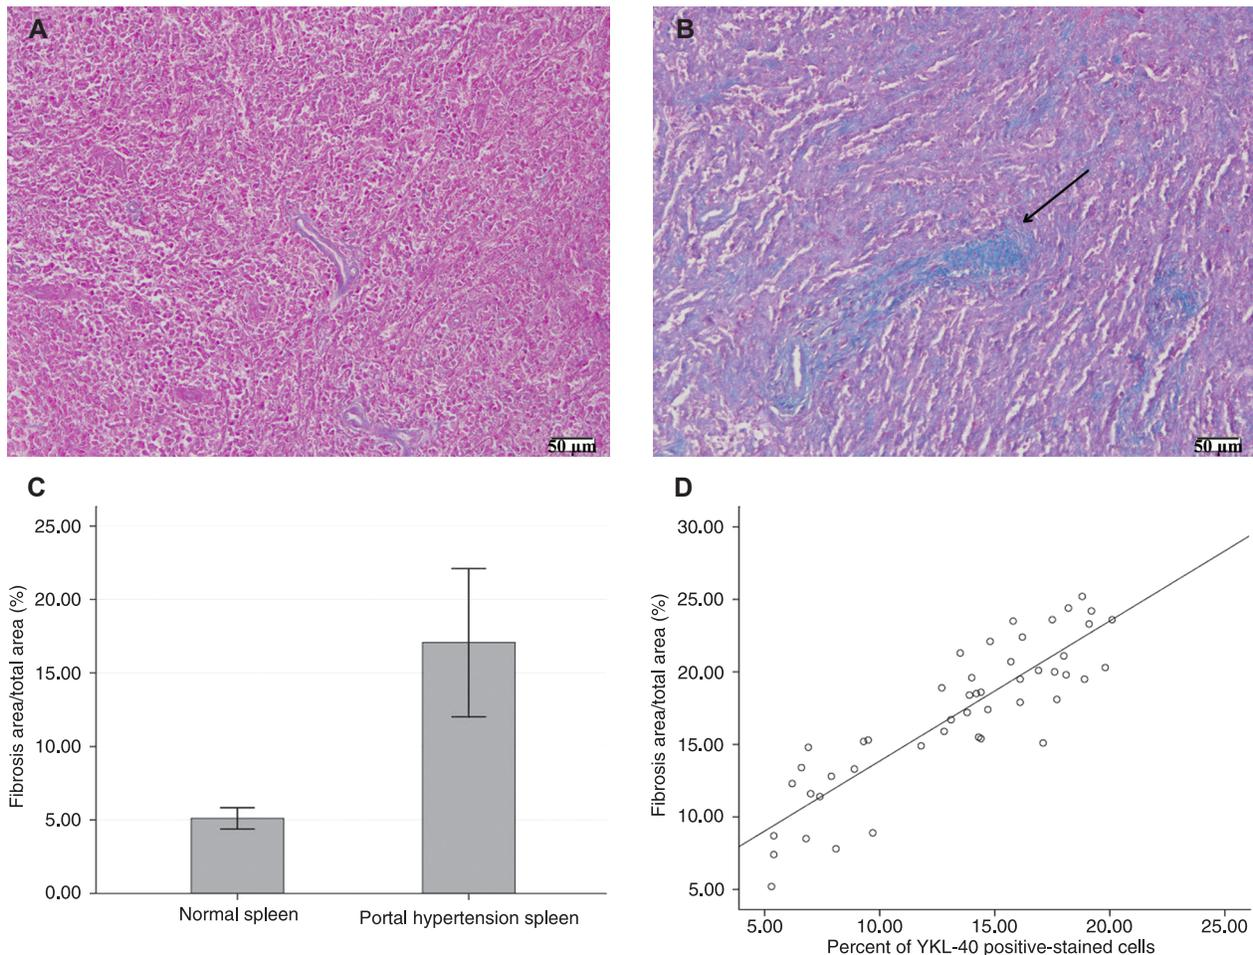 A
B
50 µm
50 µm
C
D
25.00
20.00
15.00
10.00
5.00
0.00
Fibrosis area/total area (%)
Normal spleen
Portal hypertension spleen
30.00
25.00
20.00
15.00
10.00
5.00
Fibrosis area/total area (%)
5.00
10.00
15.00
20.00
25.00
Percent of YKL-40 positive-stained cells